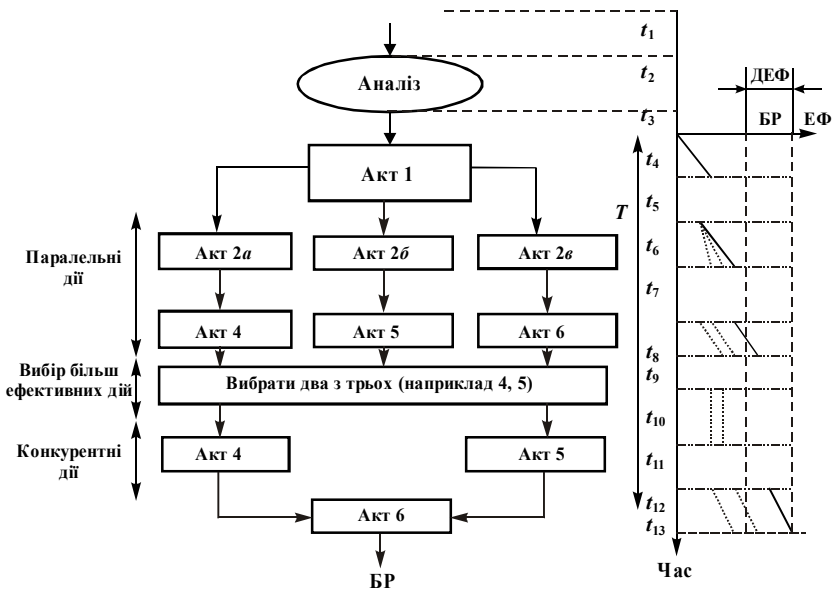 Аналіз
Акт 1
Паралельні
дії
Акт 2а
Акт 2б
Акт 2в
Акт 4
Акт 5
Акт 6
Вибір більш
ефективних дій
Вибрати два з трьох (наприклад 4, 5)
Конкурентні
дії
Акт 4
Акт 5
Акт 6
БР
t1
t2
t3
ДЕФ
БР
ЕФ
T
t4
t5
t6
t7
t8
t9
t10
t11
t12
t13
Час